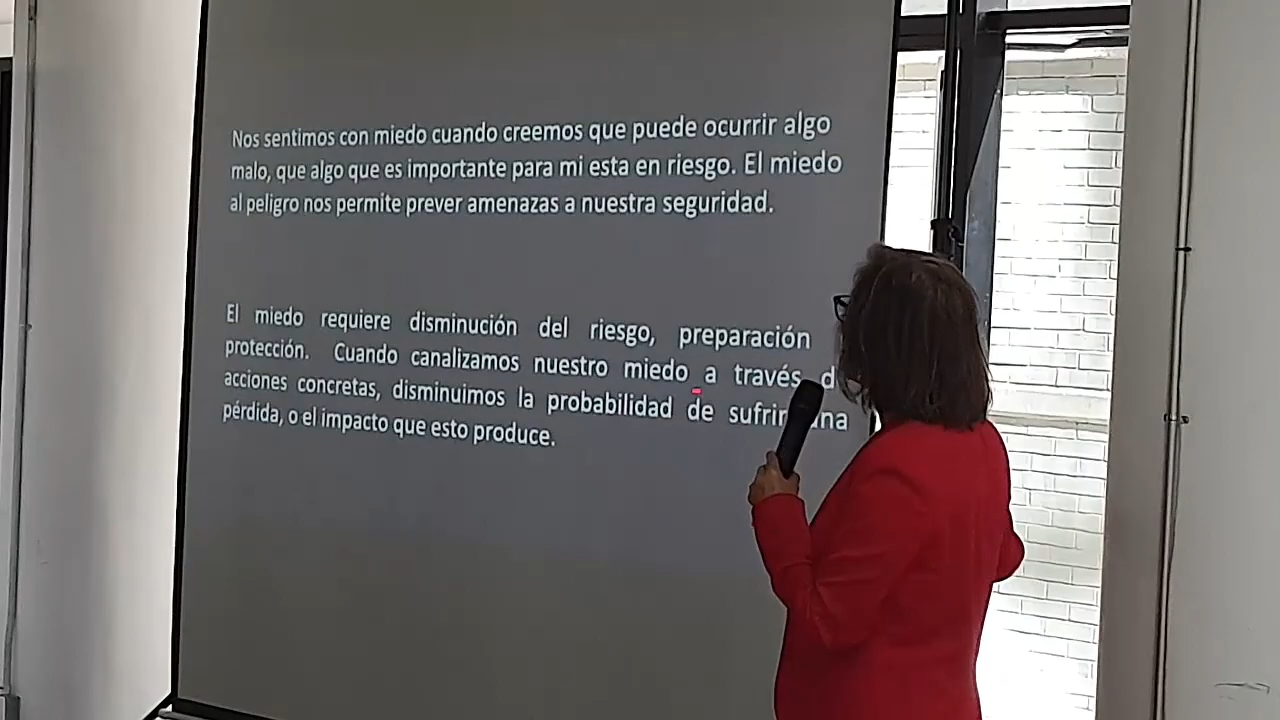 Nos sentimos con miedo cuando creemos que puede ocurrir algo
malo, que algo que es importante para mi esta en riesgo. El miedo
al peligro nos permite prever amenazas a nuestra seguridad.
El miedo requiere disminución del riesgo, preparación
protección. Cuando canalizamos nuestro miedo a través d
acciones concretas, disminuimos la probabilidad de sufrir una
pérdida, o el impacto que esto produce.